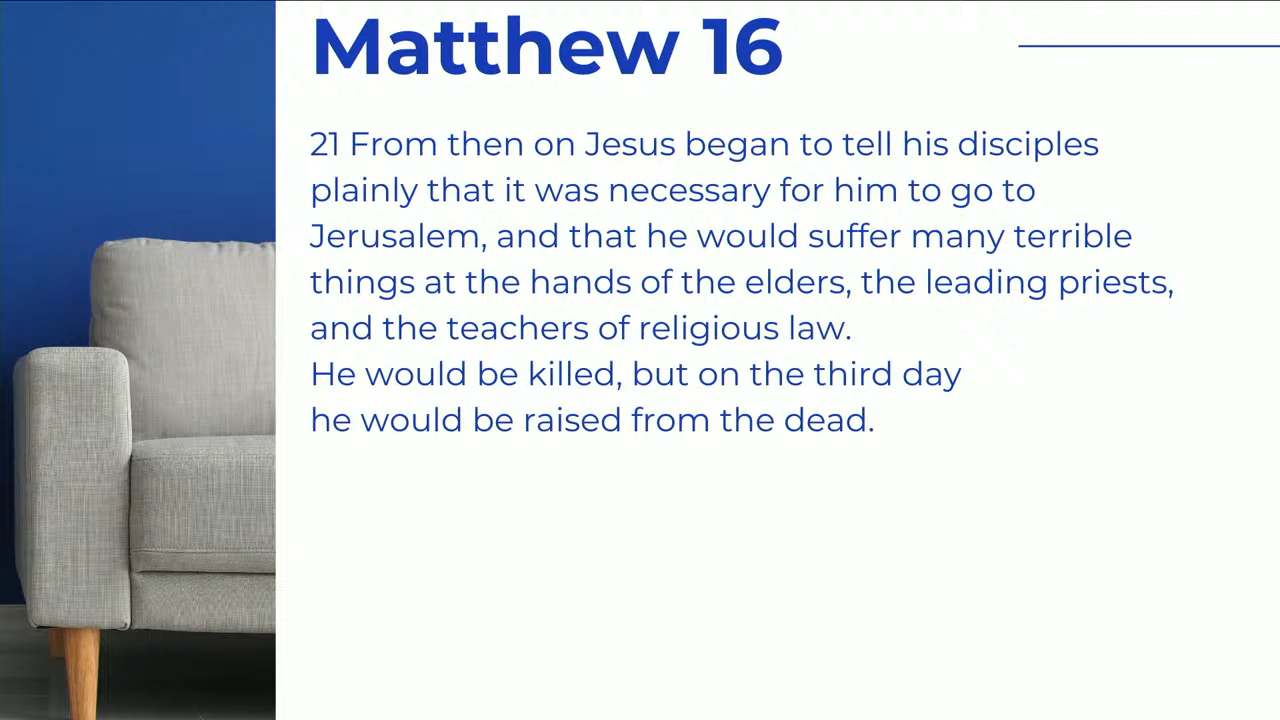 Matthew 16
21 From then on Jesus began to tell his disciples
plainly that it was necessary for him to go to
Jerusalem, and that he would suffer many terrible
things at the hands of the elders, the leading priests,
and the teachers of religious law.
He would be killed, but on the third day
he would be raised from the dead.